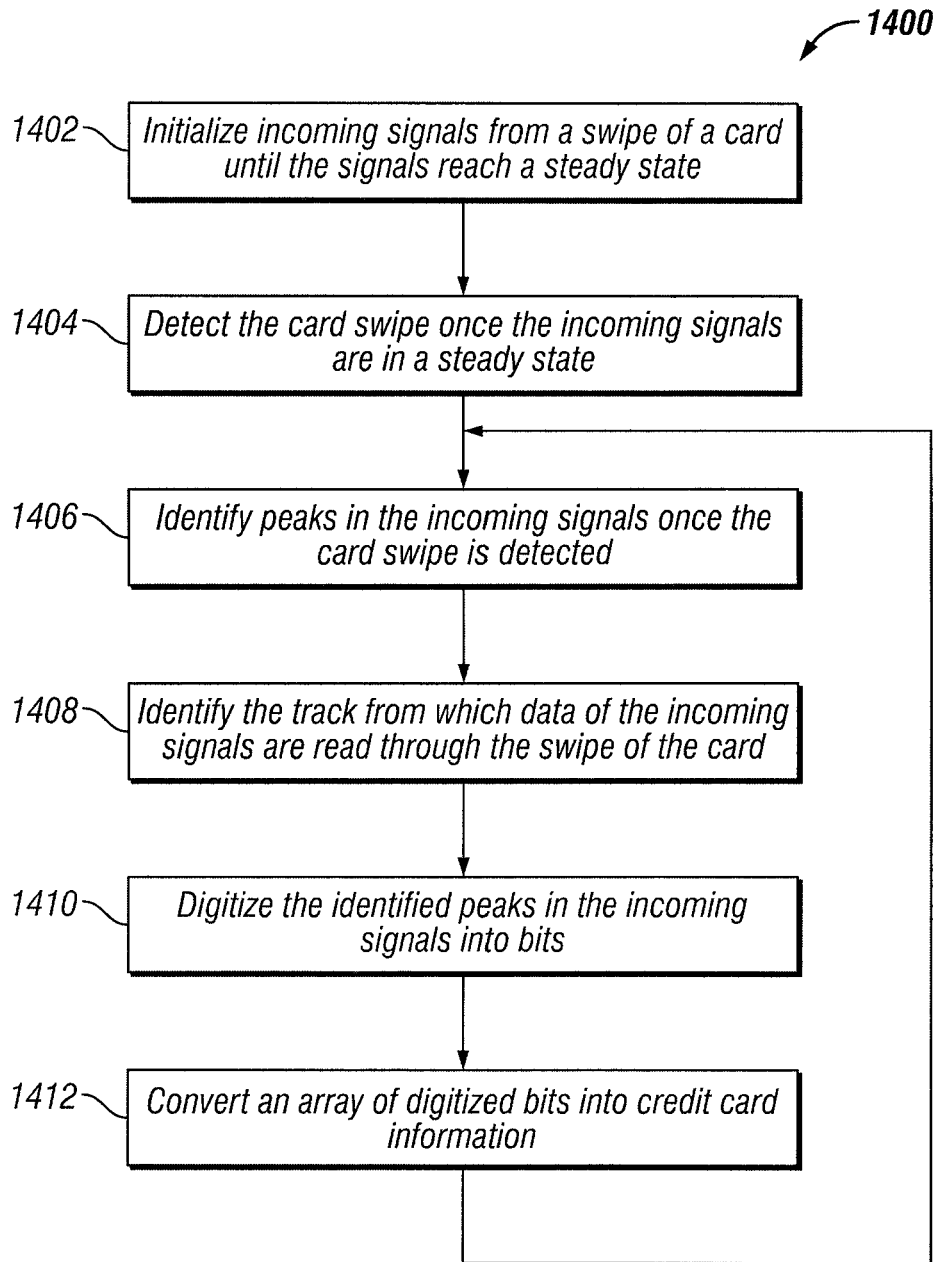 1400
1402
Initialize incoming signals from a swipe of a card
until the signals reach a steady state
1404
Detect the card swipe once the incoming signals
are in a steady state
1406
Identify peaks in the incoming signals once the
card swipe is detected
1408
Identify the track from which data of the incoming
signals are read through the swipe of the card
1410
Digitize the identified peaks in the incoming
signals into bits
1412
Convert an array of digitized bits into credit card
information